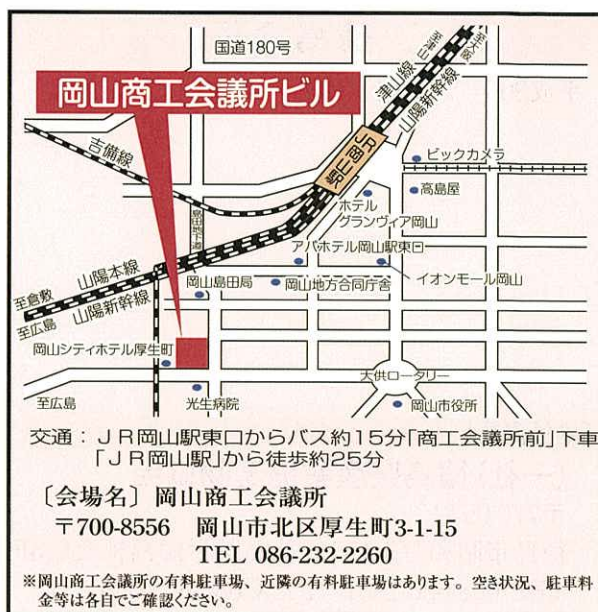 国道180号
至津山
至大阪
津山線
山陽新幹線
岡山商工会議所ビル
吉備線
JR岡山駅
ビックカメラ
高島屋
島田地下道
ホテル
グランヴィア岡山
アパホテル岡山駅東口
イオンモール岡山
山陽本線
岡山島田局
岡山地方合同庁舎
至倉敷
山陽新幹線
至広島
岡山シティホテル厚生町
大供ロータリー
至広島
光生病院
岡山市役所
交通：JR岡山駅東口からバス約15分「商工会議所前」下車
「JR岡山駅」から徒歩約25分
〔会場名〕岡山商工会議所
〒700-8556 岡山市北区厚生町3-1-15
TEL 086-232-2260
※岡山商工会議所の有料駐車場、近隣の有料駐車場はあります。空き状況、駐車料
金等は各自でご確認ください。